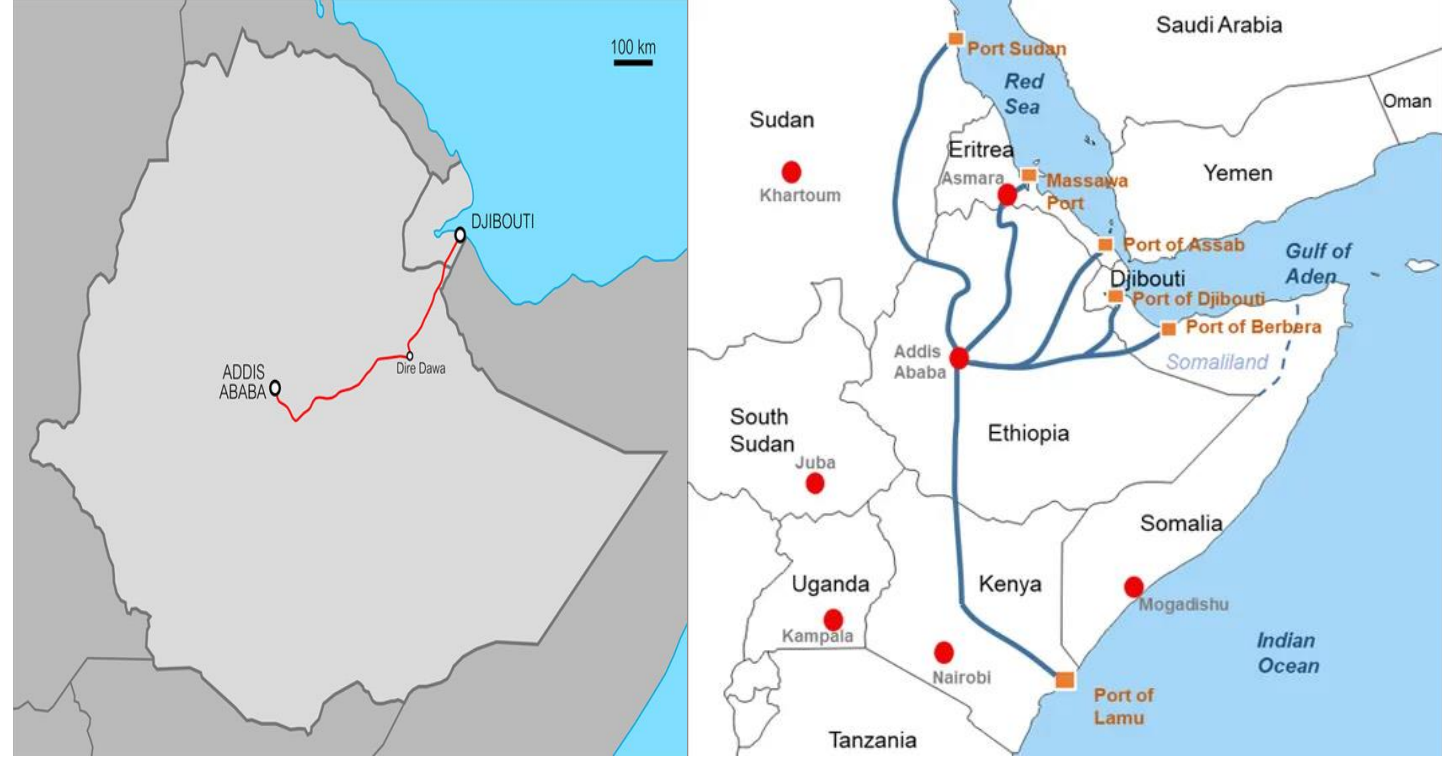 100 km
DJIBOUTI
Dire Dawa
ADDIS
ABABA
Saudi Arabia
Port Sudan
Red
Sea
Oman
Sudan
Eritrea
Yemen
Asmara
Massawa
Port
Khartoum
Port of Assab
Gulf of
Aden
Djibouti
Port of Djibouti
Port of Berbera
Addis
Ababa
Somaliland
South
Sudan
Ethiopia
Juba
Somalia
Uganda
Kenya
Mogadishu
Kampala
Indian
Ocean
Nairobi
Port of
Lamu
Tanzania